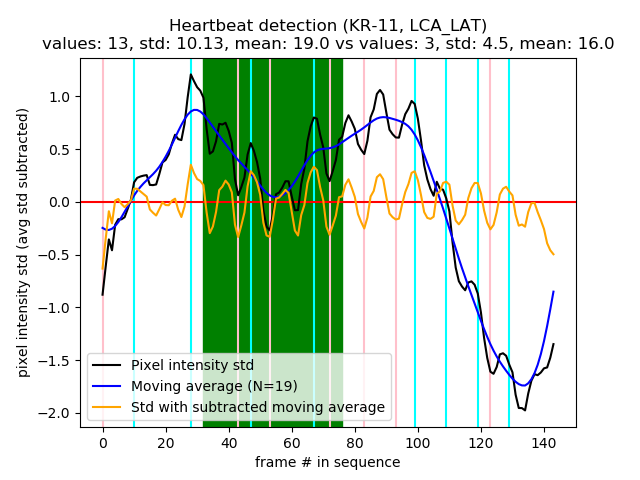 Heartbeat detection (KR-11, LCA_LAT)
values: 13, std: 10.13, mean: 19.0 vs values: 3, std: 4.5, mean: 16.0
pixel intensity std (avg std subtracted)
1.0
0.5
0.0
−0.5
−1.0
−1.5
−2.0
Pixel intensity std
Moving average (N=19)
Std with subtracted moving average
0 20 40 60 80 100 120 140
frame # in sequence